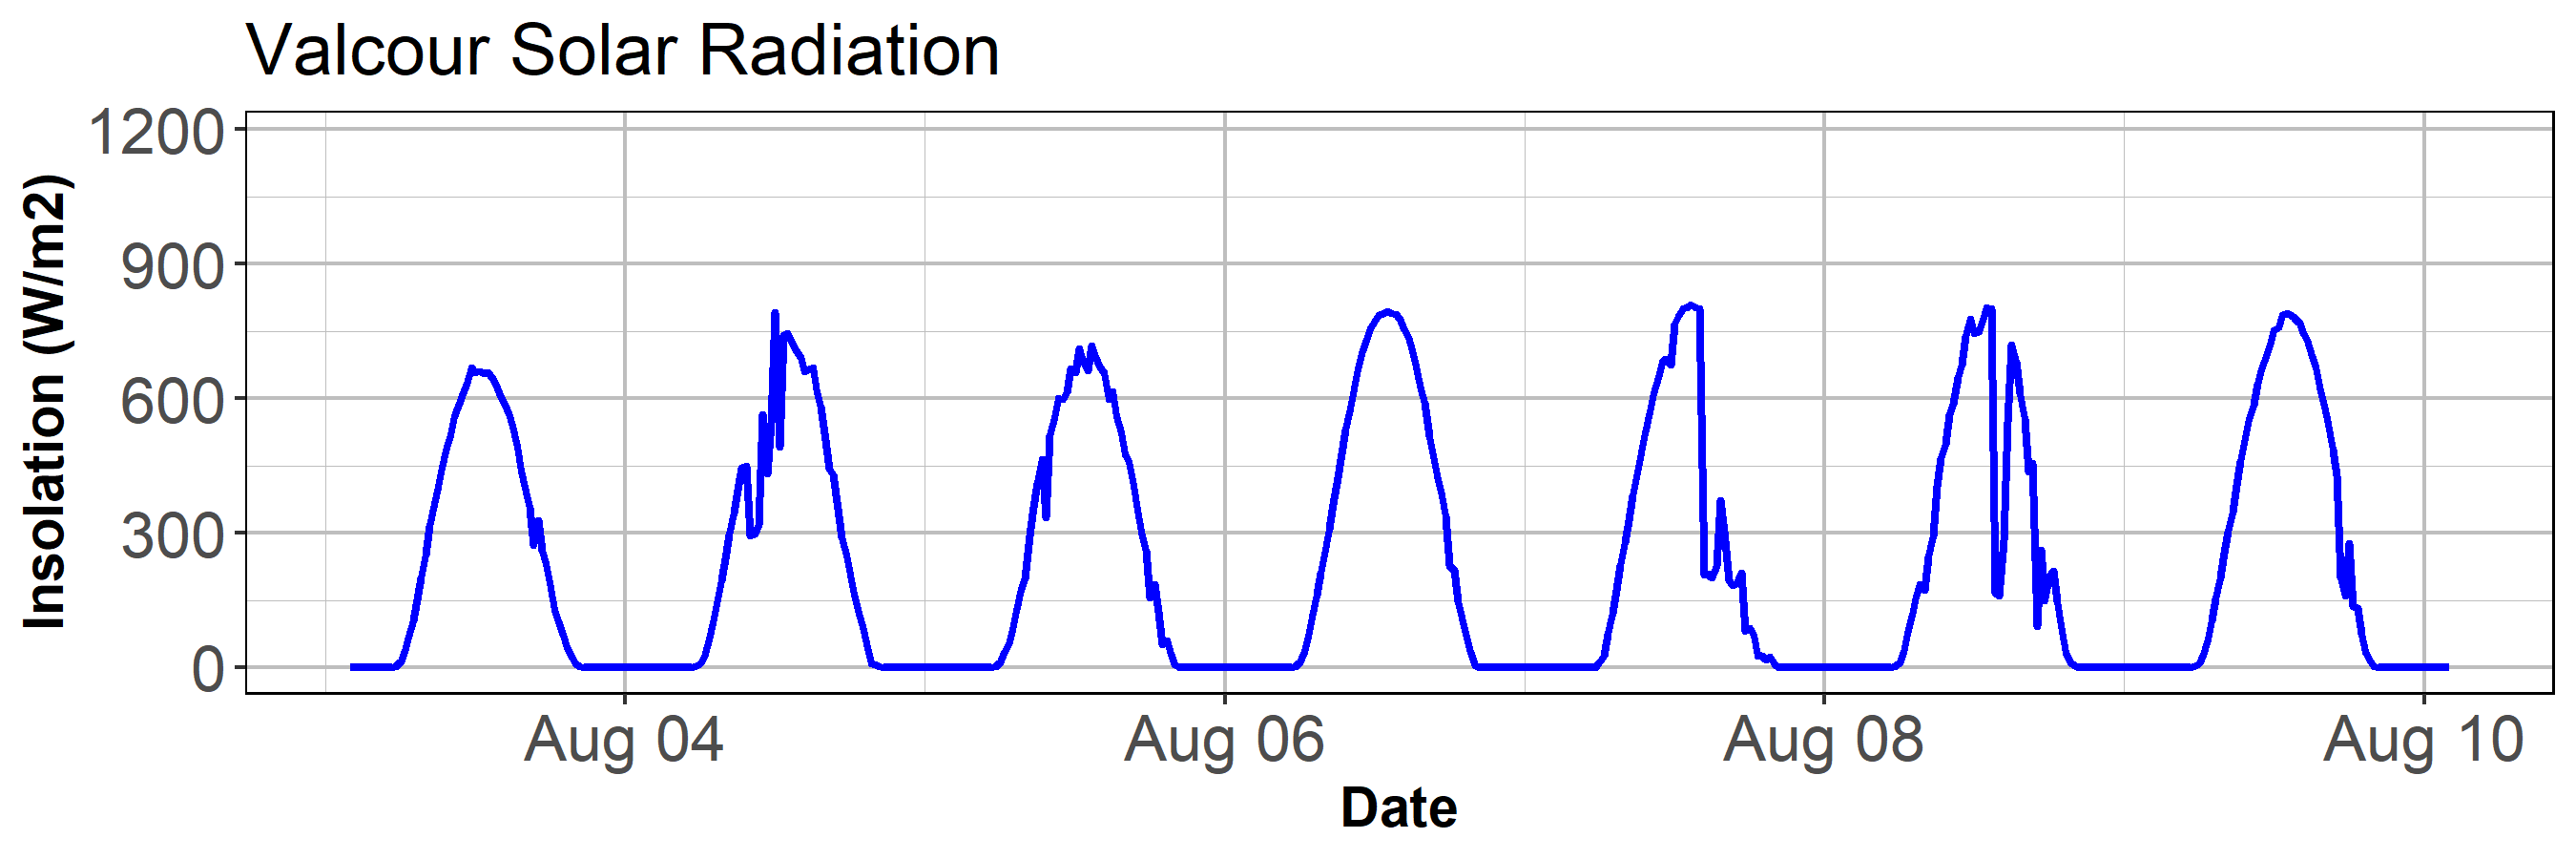 Valcour Solar Radiation
1200
900
600
300
0
Insolation (W/m2)
Aug 04 Aug 06 Aug 08 Aug 10
Date